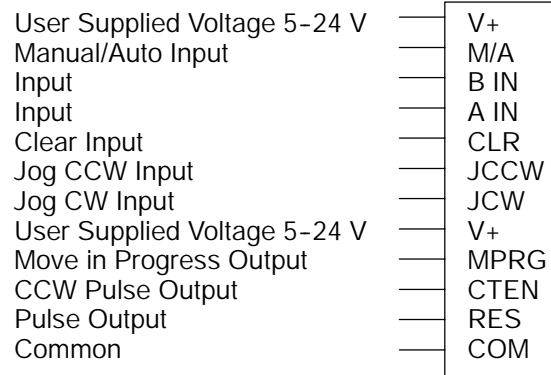 User Supplied Voltage 5-24 V V+
Manual/Auto Input M/A
Input B IN
Input A IN
Clear Input CLR
Jog CCW Input JCCW
Jog CW Input JCW
User Supplied Voltage 5-24 V V+
Move in Progress Output MPRG
CCW Pulse Output CTEN
Pulse Output RES
Common COM